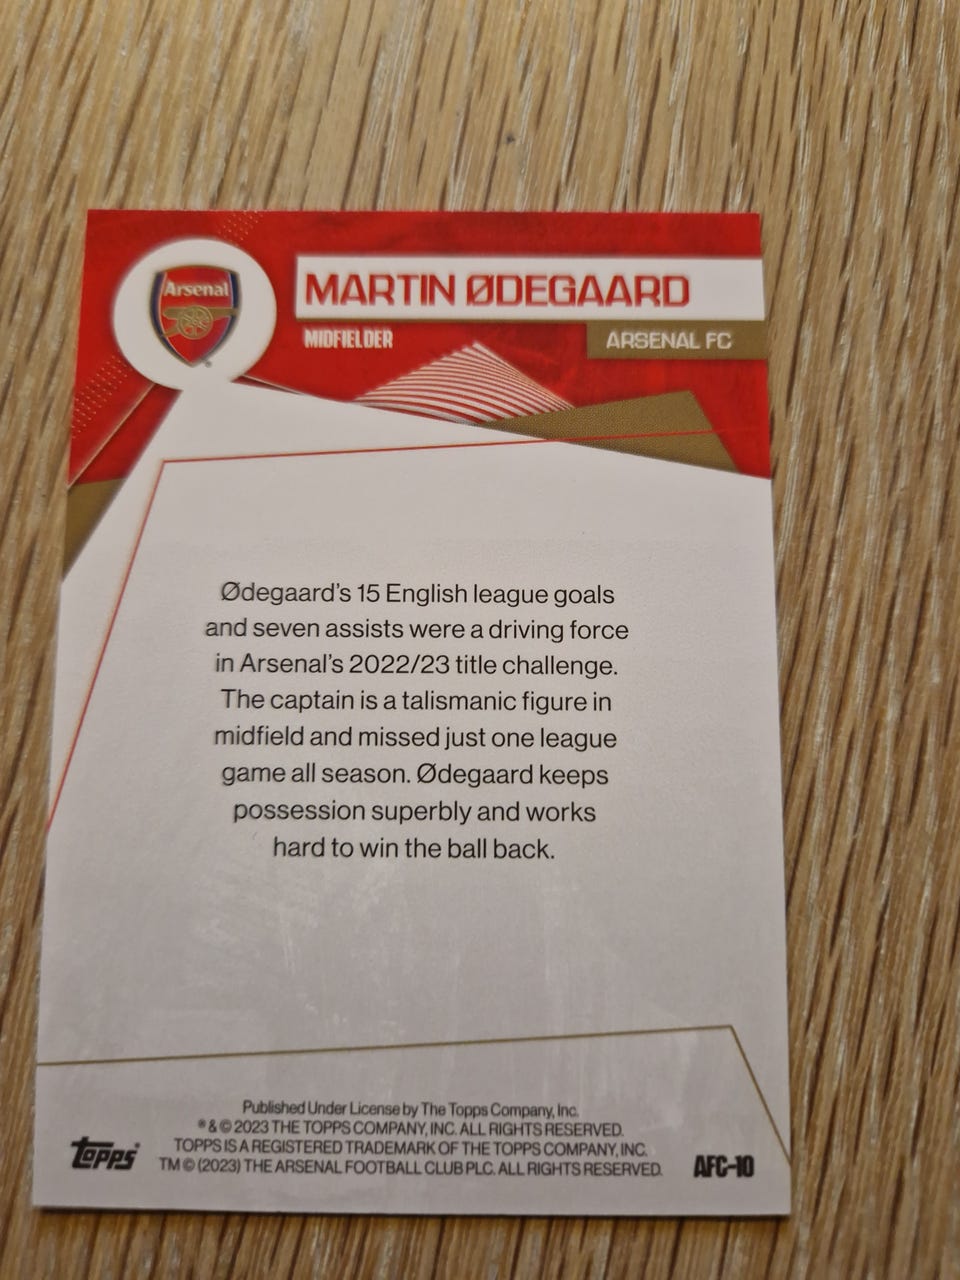 Arsenal
MARTIN ØDEGAARD
MIDFIELDER
ARSENAL FC
Ødegaard's 15 English league goals
and seven assists were a driving force
in Arsenal's 2022/23 title challenge.
The captain is a talismanic figure in
midfield and missed just one league
game all season. Ødegaard keeps
possession superbly and works
hard to win the ball back.
Published Under License by The Topps Company, Inc.
® & © 2023 THE TOPPS COMPANY, INC. ALL RIGHTS RESERVED.
TOPPS IS A REGISTERED TRADEMARK OF THE TOPPS COMPANY, INC.
TM © (2023) THE ARSENAL FOOTBALL CLUB PLC. ALL RIGHTS RESERVED.
topps
AFC-10